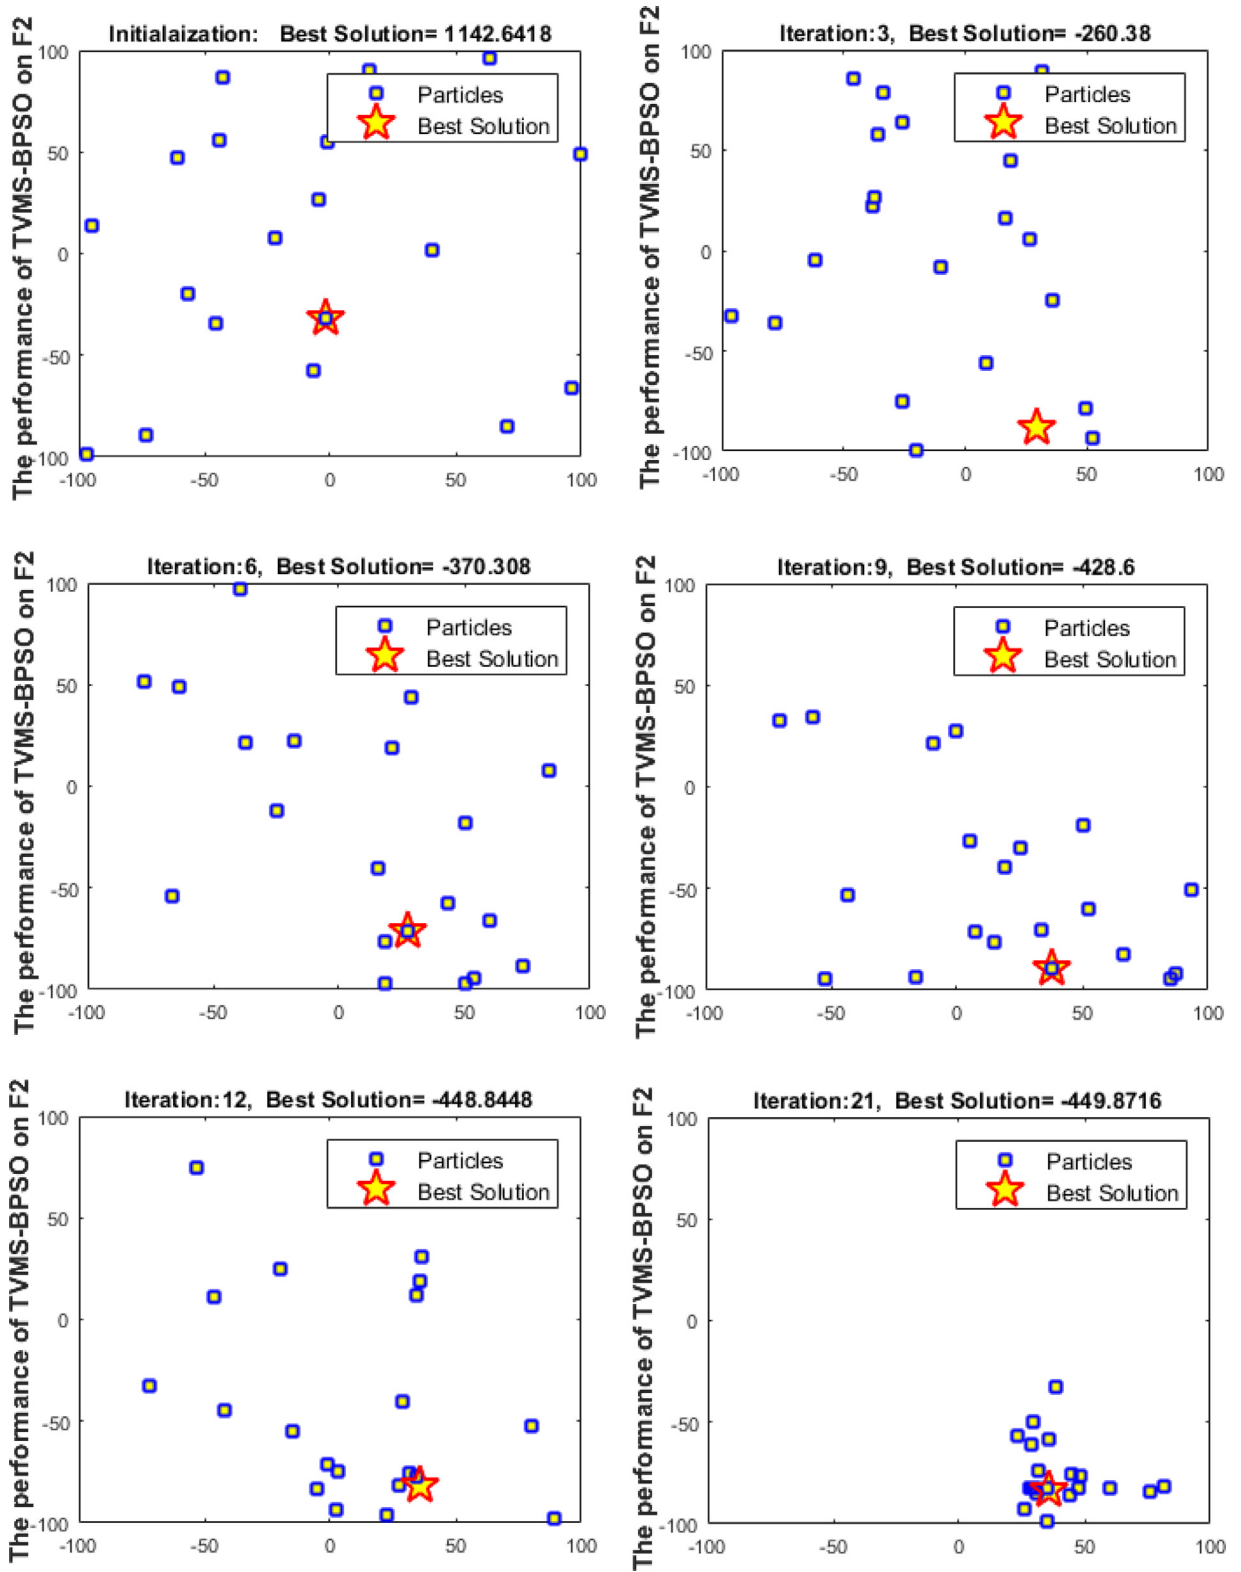 Initialaization: Best Solution= 1142.6418
The performance of TVMS-BPSO on F2
100
50
0
-50
-100
Particles
Best Solution
-100
-50
0
50
100
Iteration:3, Best Solution= -260.38
The performance of TVMS-BPSO on F2
100
50
0
-50
-100
Particles
Best Solution
-100
-50
0
50
100
Iteration:6, Best Solution= -370.308
The performance of TVMS-BPSO on F2
100
50
0
-50
-100
Particles
Best Solution
-100
-50
0
50
100
Iteration:9, Best Solution= -428.6
The performance of TVMS-BPSO on F2
100
50
0
-50
-100
Particles
Best Solution
-100
-50
0
50
100
Iteration:12, Best Solution= -448.8448
The performance of TVMS-BPSO on F2
100
50
0
-50
-100
Particles
Best Solution
-100
-50
0
50
100
Iteration:21, Best Solution= -449.8716
The performance of TVMS-BPSO on F2
100
50
0
-50
-100
Particles
Best Solution
-100
-50
0
50
100